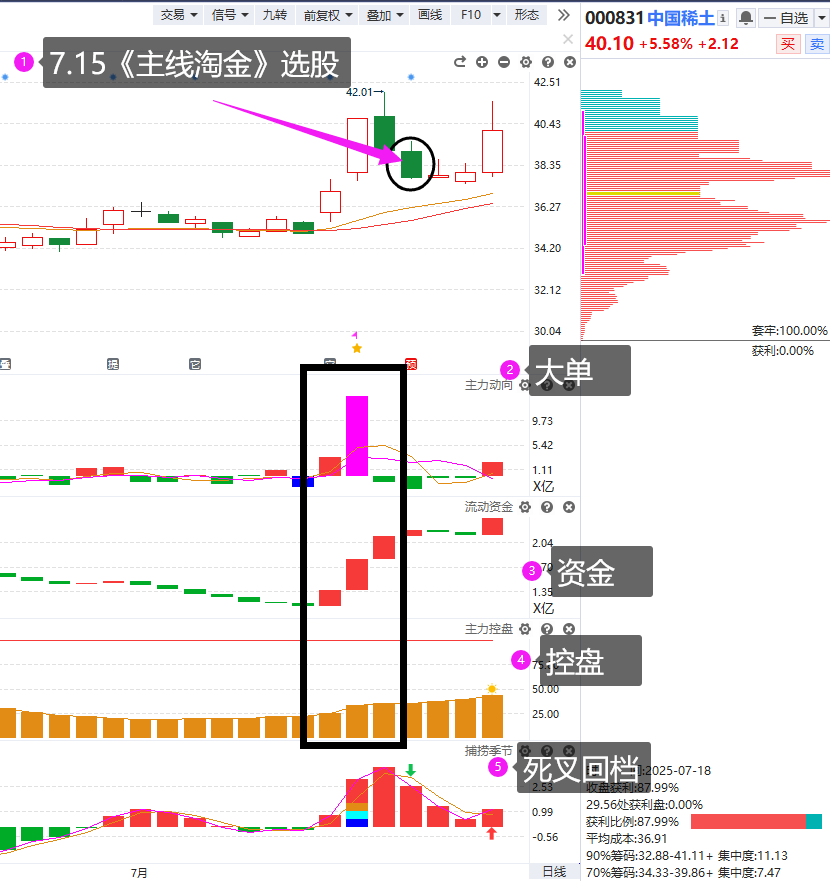 交易 信号 九转 前复权 叠加 画线 F10 形态
000831 中国稀土 自选
40.10 +5.58% +2.12 买 卖
1 7.15《主线淘金》选股
42.51
42.01
40.43
38.35
36.27
34.20
32.12
30.04
套牢:100.00%
获利:0.00%
提 它 预
2 大单
主力动向
9.73
5.42
1.11
X亿
流动资金
2.04
3 资金
1.35
X亿
主力控盘
4 控盘
50.00
25.00
捕捞季节
5 死叉回档
:2025-07-18
2.53
收盘获利:87.99%
29.56处获利盘:0.00%
0.99
获利比例:87.99%
-0.56
平均成本:36.91
90%筹码:32.88-41.11+ 集中度:11.13
70%筹码:34.33-39.86+ 集中度:7.47
7月 日线